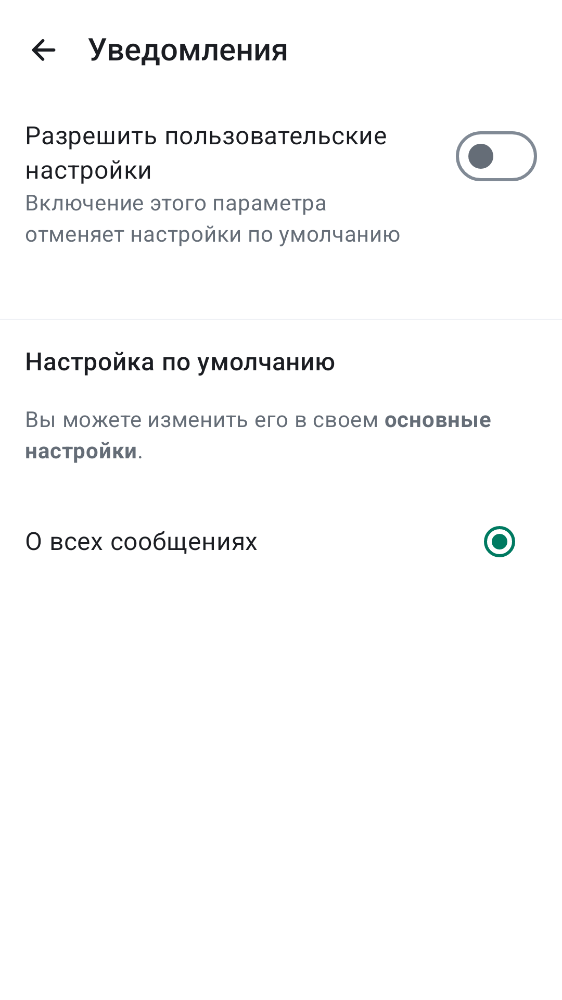 Уведомления
Разрешить пользовательские
настройки
Включение этого параметра
отменяет настройки по умолчанию
Настройка по умолчанию
Вы можете изменить его в своем основные
настройки.
О всех сообщениях